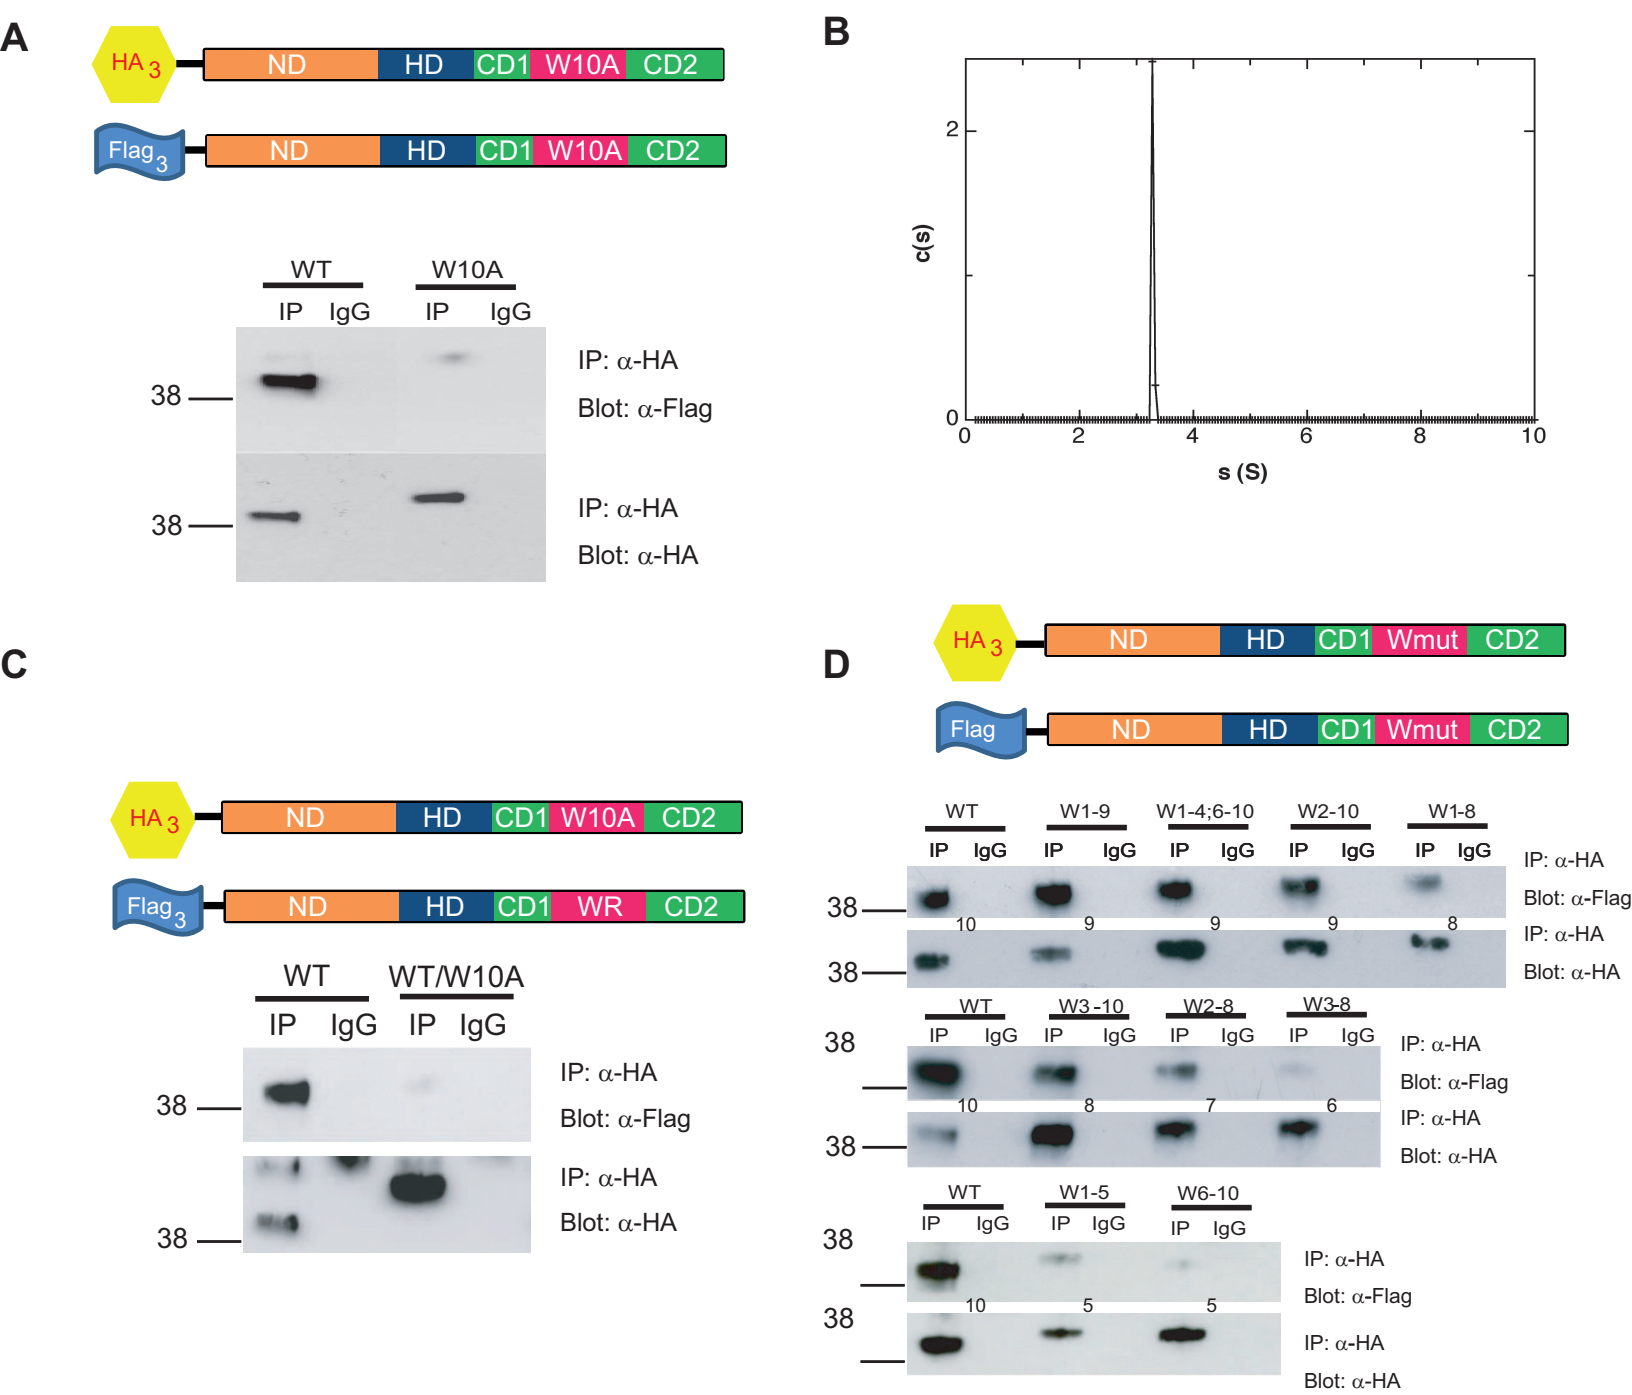 A
HA 3 ND HD CD1 W10A CD2
Flag 3 ND HD CD1 W10A CD2
WT W10A
IP IgG IP IgG
38
IP: α-HA
Blot: α-Flag
38
IP: α-HA
Blot: α-HA
B
c(s)
2
0
0 2 4 6 8 10
s (S)
C
HA 3 ND HD CD1 W10A CD2
Flag 3 ND HD CD1 WR CD2
WT WT/W10A
IP IgG IP IgG
38
IP: α-HA
Blot: α-Flag
38
IP: α-HA
Blot: α-HA
D
HA 3 ND HD CD1 Wmut CD2
Flag ND HD CD1 Wmut CD2
WT W1-9 W1-4;6-10 W2-10 W1-8
IP IgG IP IgG IP IgG IP IgG IP IgG
IP: α-HA
38
Blot: α-Flag
10 9 9 9 8
IP: α-HA
38
Blot: α-HA
WT W3-10 W2-8 W3-8
IP IgG IP IgG IP IgG IP IgG
38
IP: α-HA
Blot: α-Flag
10 8 7 6
IP: α-HA
38
Blot: α-HA
WT W1-5 W6-10
IP IgG IP IgG IP IgG
38
IP: α-HA
Blot: α-Flag
10 5 5
38
IP: α-HA
Blot: α-HA